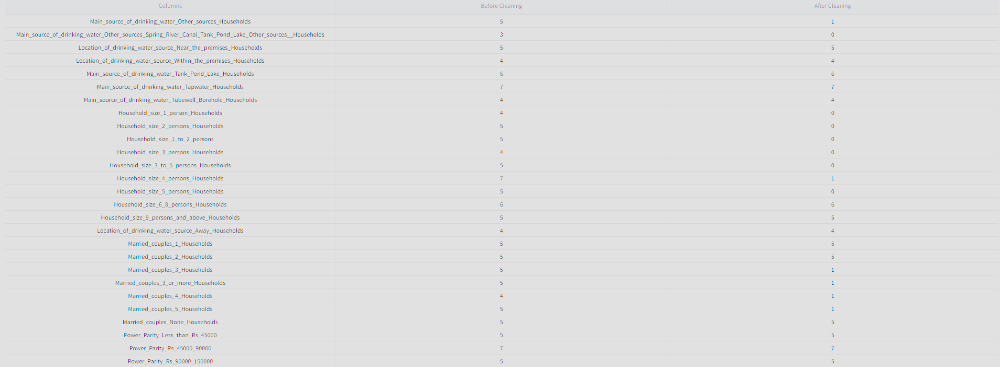 Columns Before Cleaning After Cleaning
Main_source_of_drinking_water_Other_sources_Households 5 1
Main_source_of_drinking_water_Other_sources_Spring_River_Canal_Tank_Pond_Lake_Other_sources__Households 3 0
Location_of_drinking_water_source_Near_the_premises_Households 5 5
Location_of_drinking_water_source_Within_the_premises_Households 4 4
Main_source_of_drinking_water_Tank_Pond_Lake_Households 6 6
Main_source_of_drinking_water_Tapwater_Households 7 7
Main_source_of_drinking_water_Tubewell_Borehole_Households 4 4
Household_size_1_person_Households 4 0
Household_size_2_persons_Households 5 0
Household_size_1_to_2_persons 5 0
Household_size_3_persons_Households 4 0
Household_size_3_to_5_persons_Households 5 0
Household_size_4_persons_Households 7 1
Household_size_5_persons_Households 5 0
Household_size_6_8_persons_Households 6 6
Household_size_9_persons_and_above_Households 5 5
Location_of_drinking_water_source_Away_Households 4 4
Married_couples_1_Households 5 5
Married_couples_2_Households 5 5
Married_couples_3_Households 5 1
Married_couples_3_or_more_Households 5 1
Married_couples_4_Households 4 1
Married_couples_5_Households 5 1
Married_couples_None_Households 5 5
Power_Parity_Less_than_Rs_45000 5 5
Power_Parity_Rs_45000_90000 7 7
Power_Parity_Rs_90000_150000 5 5